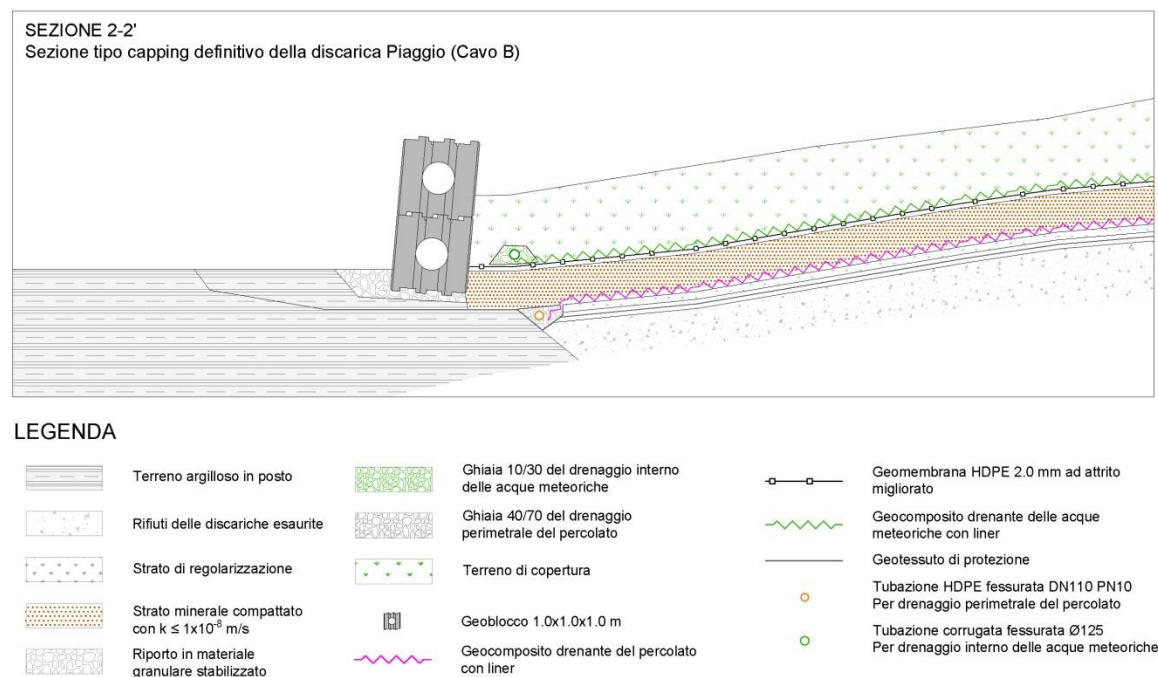 SEZIONE 2-2'
Sezione tipo capping definitivo della discarica Piaggio (Cavo B)
LEGENDA
Terreno argilloso in posto
Rifiuti delle discariche esaurite
Strato di regolarizzazione
Strato minerale compattato
con k ≤ 1x10⁻⁸ m/s
Riporto in materiale
granulare stabilizzato
Ghiaia 10/30 del drenaggio interno
delle acque meteoriche
Ghiaia 40/70 del drenaggio
perimetrale del percolato
Terreno di copertura
Geoblocco 1.0x1.0x1.0 m
Geocomposito drenante del percolato
con liner
Geomembrana HDPE 2.0 mm ad attrito
migliorato
Geocomposito drenante delle acque
meteoriche con liner
Geotessuto di protezione
Tubazione HDPE fessurata DN110 PN10
Per drenaggio perimetrale del percolato
Tubazione corrugata fessurata Ø125
Per drenaggio interno delle acque meteoriche